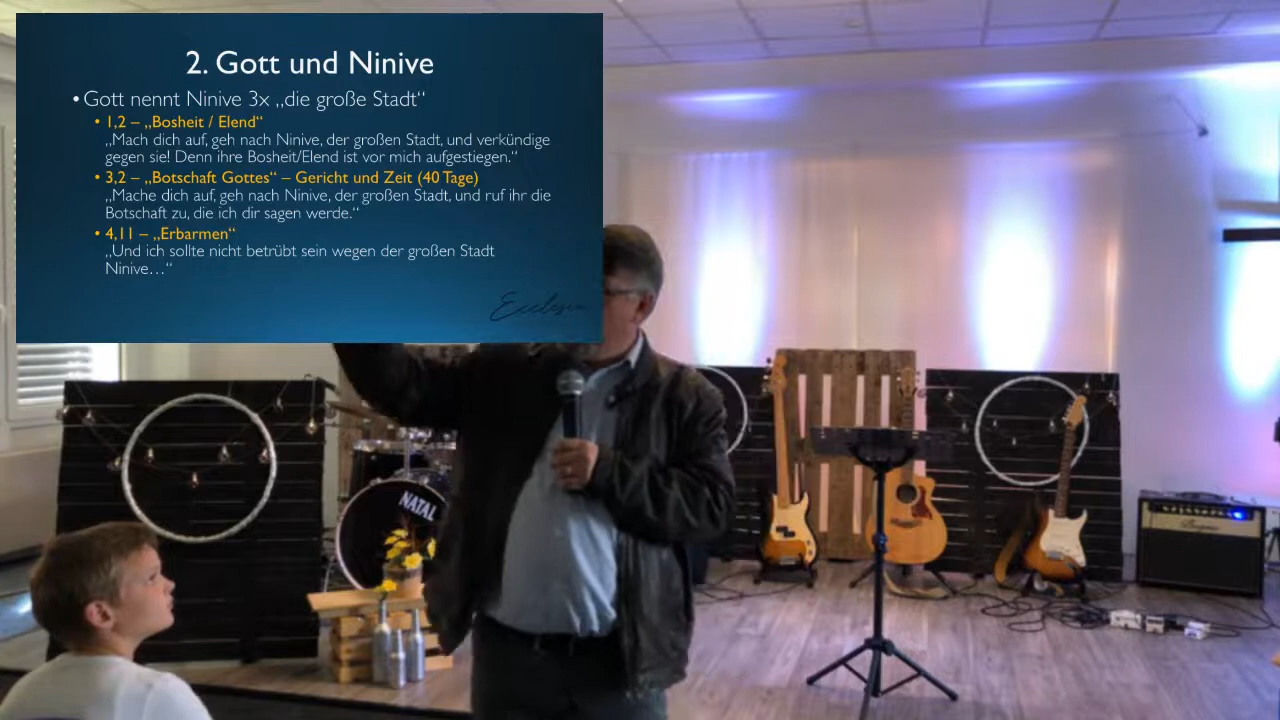 2. Gott und Ninive
• Gott nennt Ninive 3x „die große Stadt“
• 1,2 – „Bosheit / Elend“
„Mach dich auf, geh nach Ninive, der großen Stadt, und verkündige
gegen sie! Denn ihre Bosheit/Elend ist vor mich aufgestiegen.“
• 3,2 – „Botschaft Gottes“ – Gericht und Zeit (40 Tage)
„Mache dich auf, geh nach Ninive, der großen Stadt, und ruf ihr die
Botschaft zu, die ich dir sagen werde.“
• 4,11 – „Erbarmen“
„Und ich sollte nicht betrübt sein wegen der großen Stadt
Ninive…“
NATAL